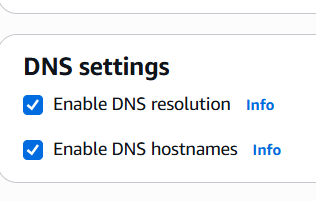 DNS settings
Enable DNS resolution Info
Enable DNS hostnames Info